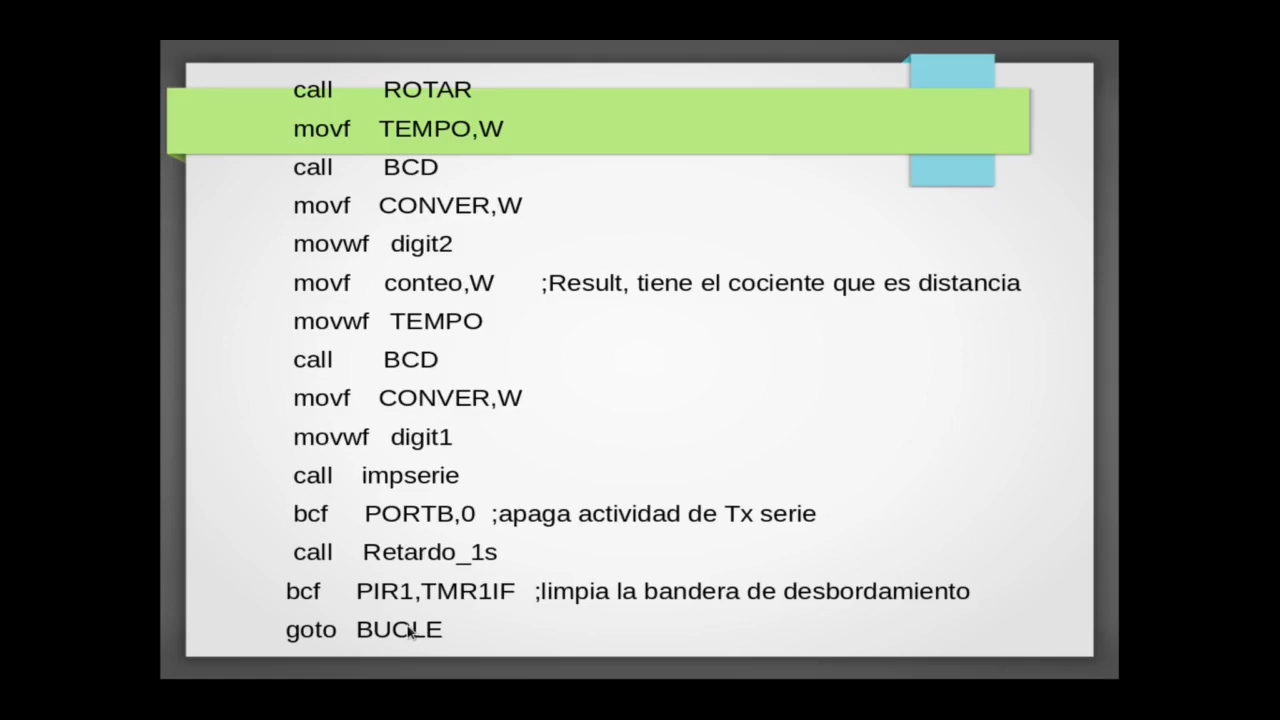 call ROTAR
movf TEMPO,W
call BCD
movf CONVER,W
movwf digit2
movf conteo,W ;Result, tiene el cociente que es distancia
movwf TEMPO
call BCD
movf CONVER,W
movwf digit1
call impserie
bcf PORTB,0 ;apaga actividad de Tx serie
call Retardo_1s
bcf PIR1,TMR1IF ;limpia la bandera de desbordamiento
goto BUCLE